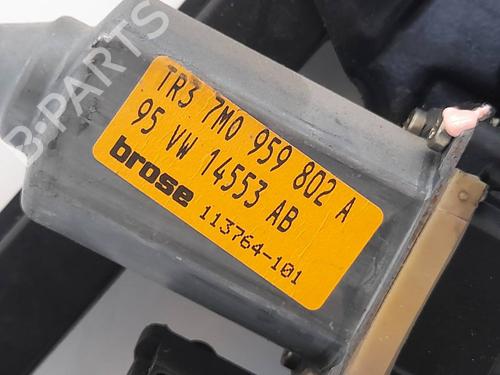 B-PARTS
TR3 7M0 959 802 A
95 VW 14553 AB
brose 113764-101